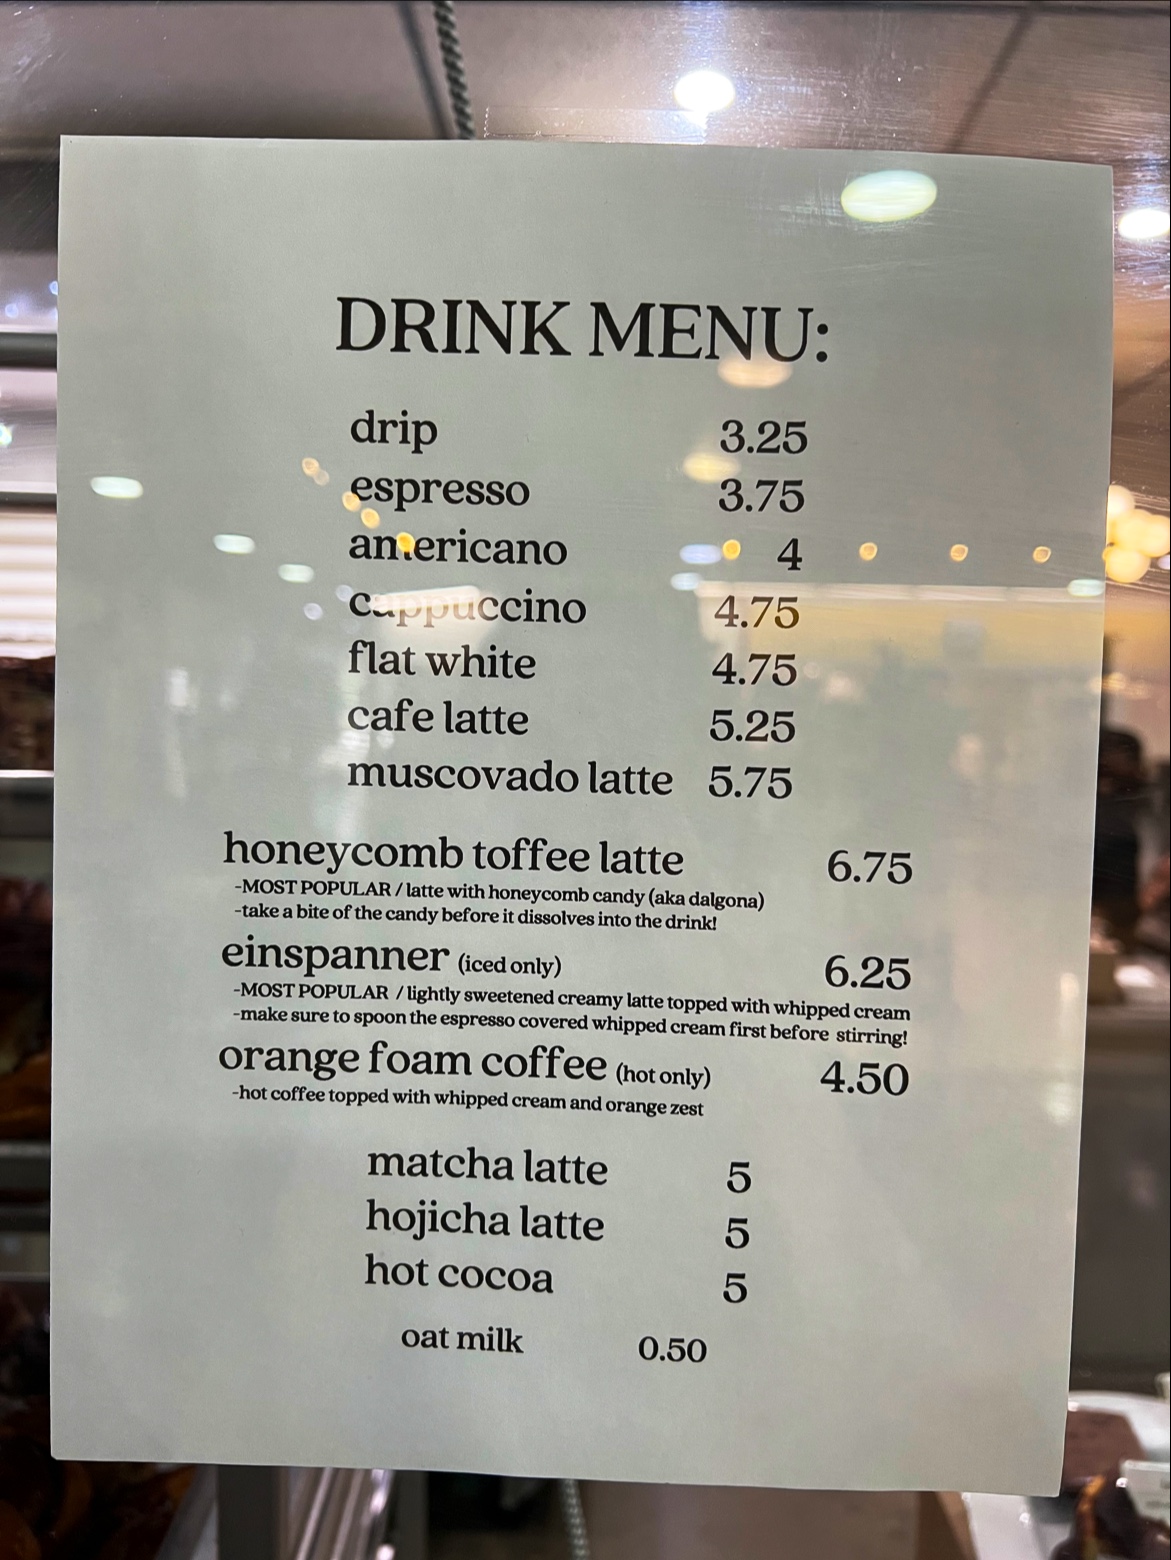 DRINK MENU:
drip 3.25
espresso 3.75
americano 4
cappuccino 4.75
flat white 4.75
cafe latte 5.25
muscovado latte 5.75
honeycomb toffee latte 6.75
-MOST POPULAR / latte with honeycomb candy (aka dalgona)
-take a bite of the candy before it dissolves into the drink!
einspanner (iced only) 6.25
-MOST POPULAR / lightly sweetened creamy latte topped with whipped cream
-make sure to spoon the espresso covered whipped cream first before stirring!
orange foam coffee (hot only) 4.50
-hot coffee topped with whipped cream and orange zest
matcha latte 5
hojicha latte 5
hot cocoa 5
oat milk 0.50